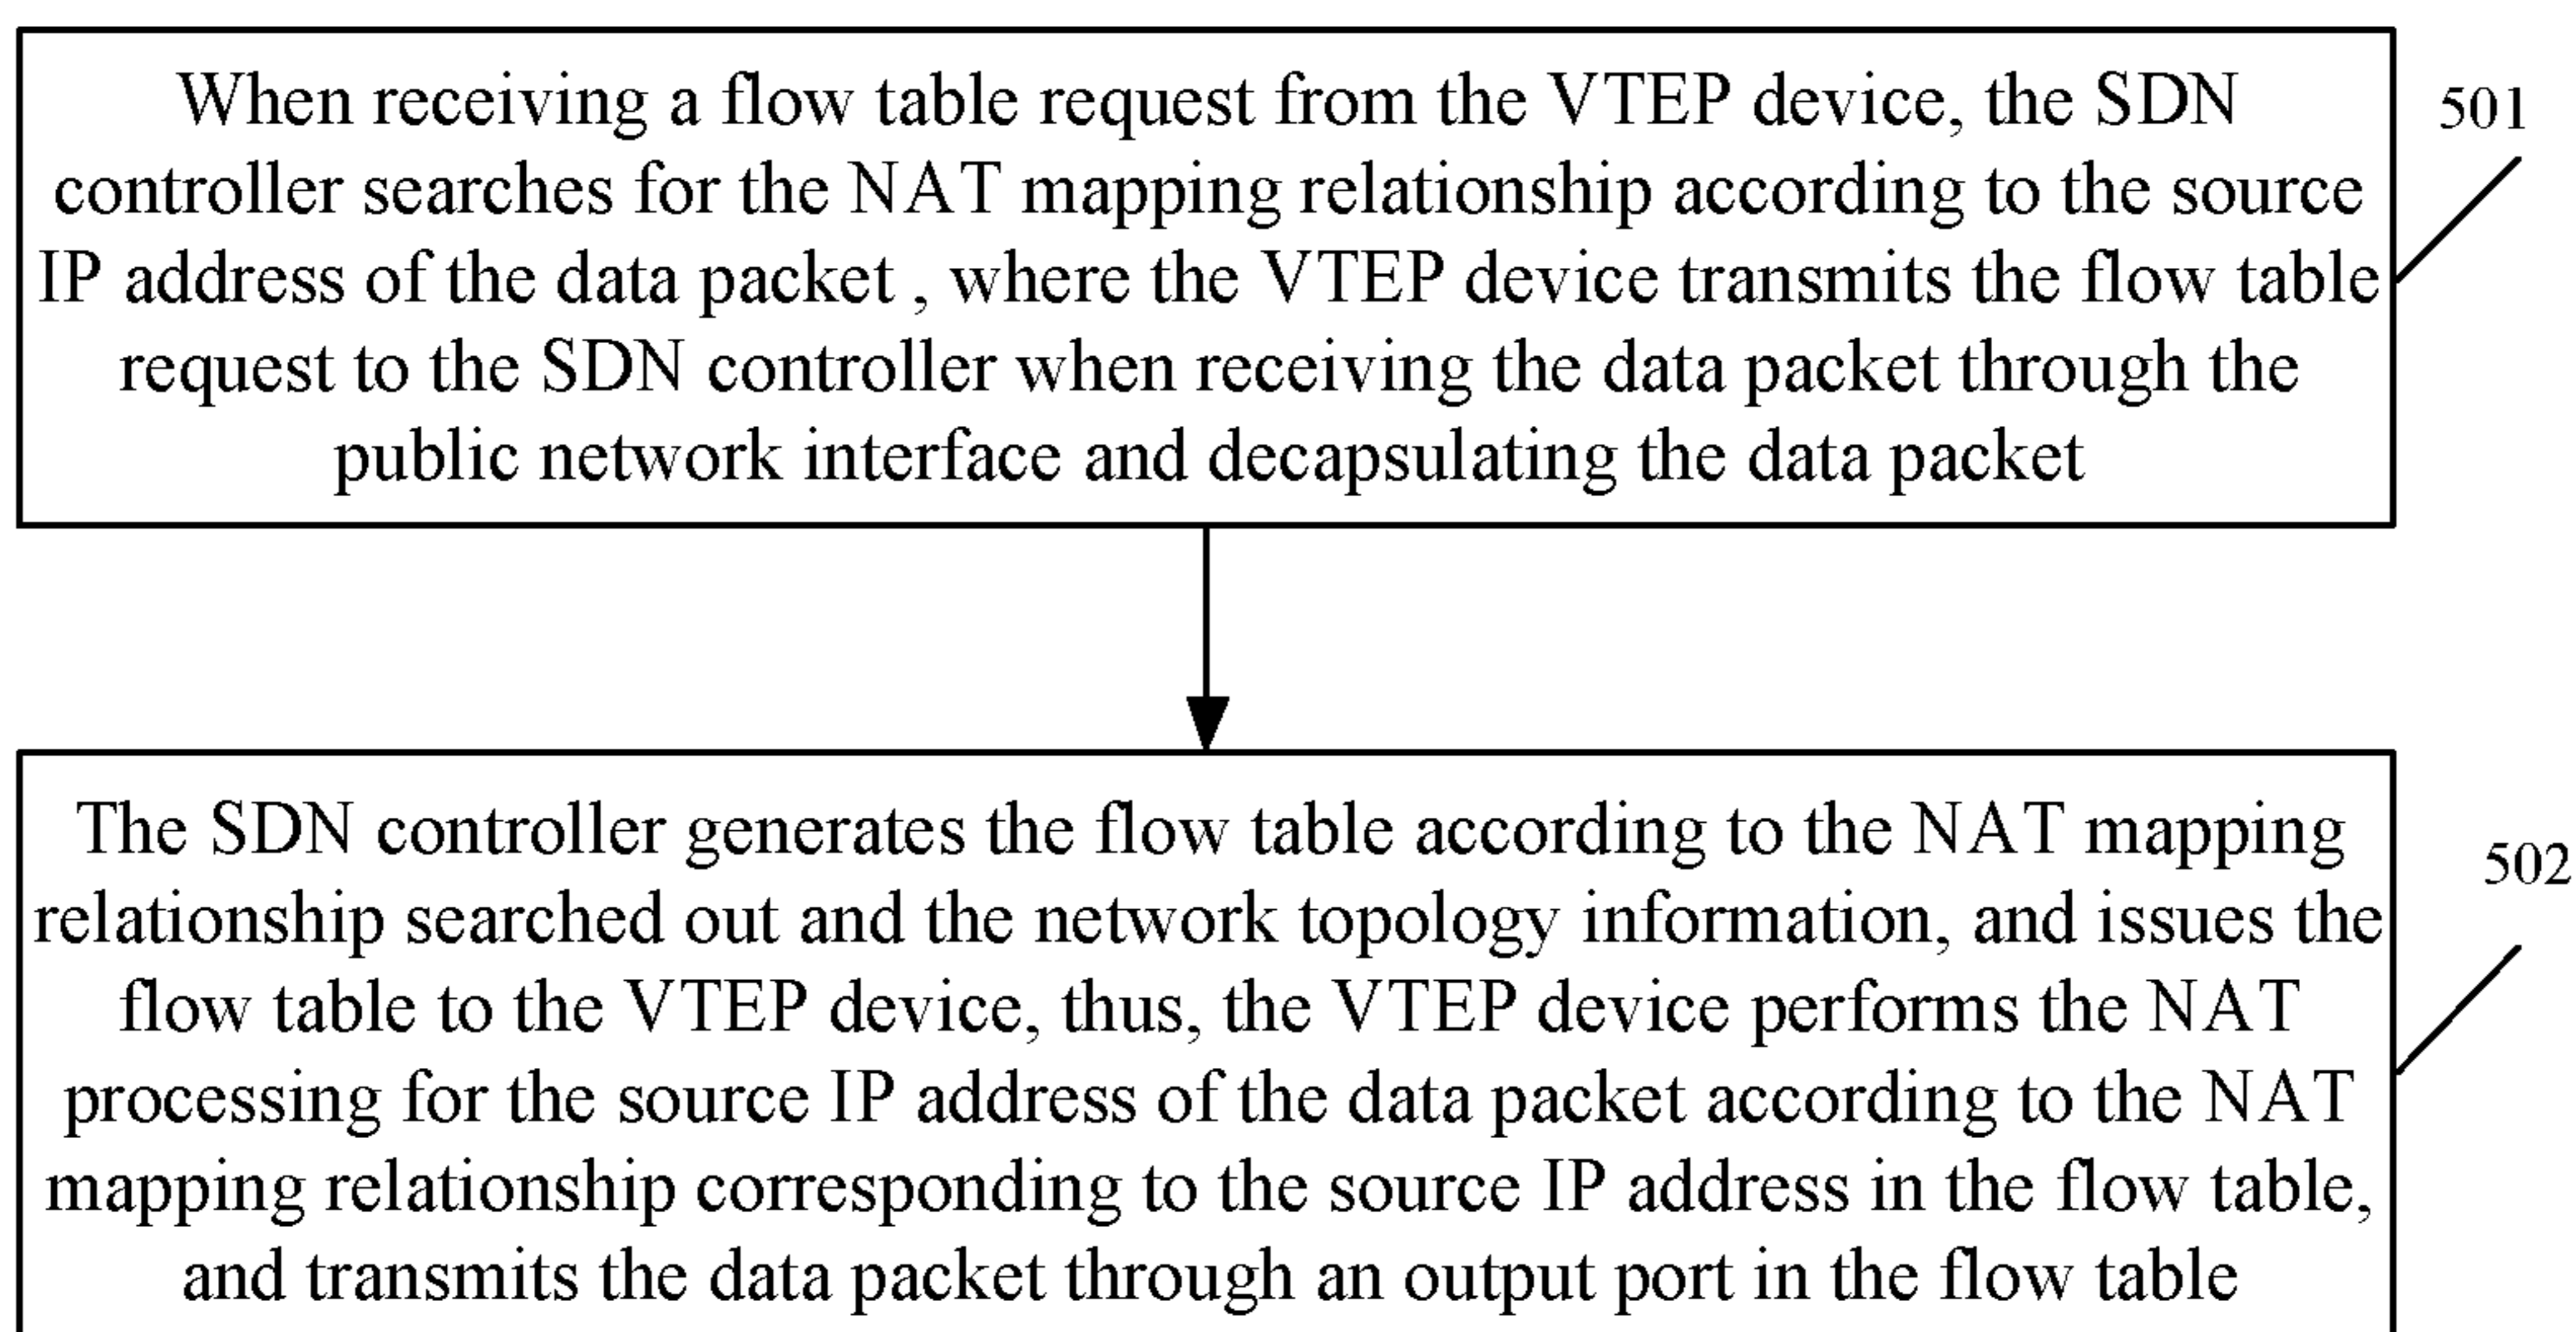 When receiving a flow table request from the VTEP device, the SDN
controller searches for the NAT mapping relationship according to the source
IP address of the data packet , where the VTEP device transmits the flow table
request to the SDN controller when receiving the data packet through the
public network interface and decapsulating the data packet
501
The SDN controller generates the flow table according to the NAT mapping
relationship searched out and the network topology information, and issues the
flow table to the VTEP device, thus, the VTEP device performs the NAT
processing for the source IP address of the data packet according to the NAT
mapping relationship corresponding to the source IP address in the flow table,
and transmits the data packet through an output port in the flow table
502